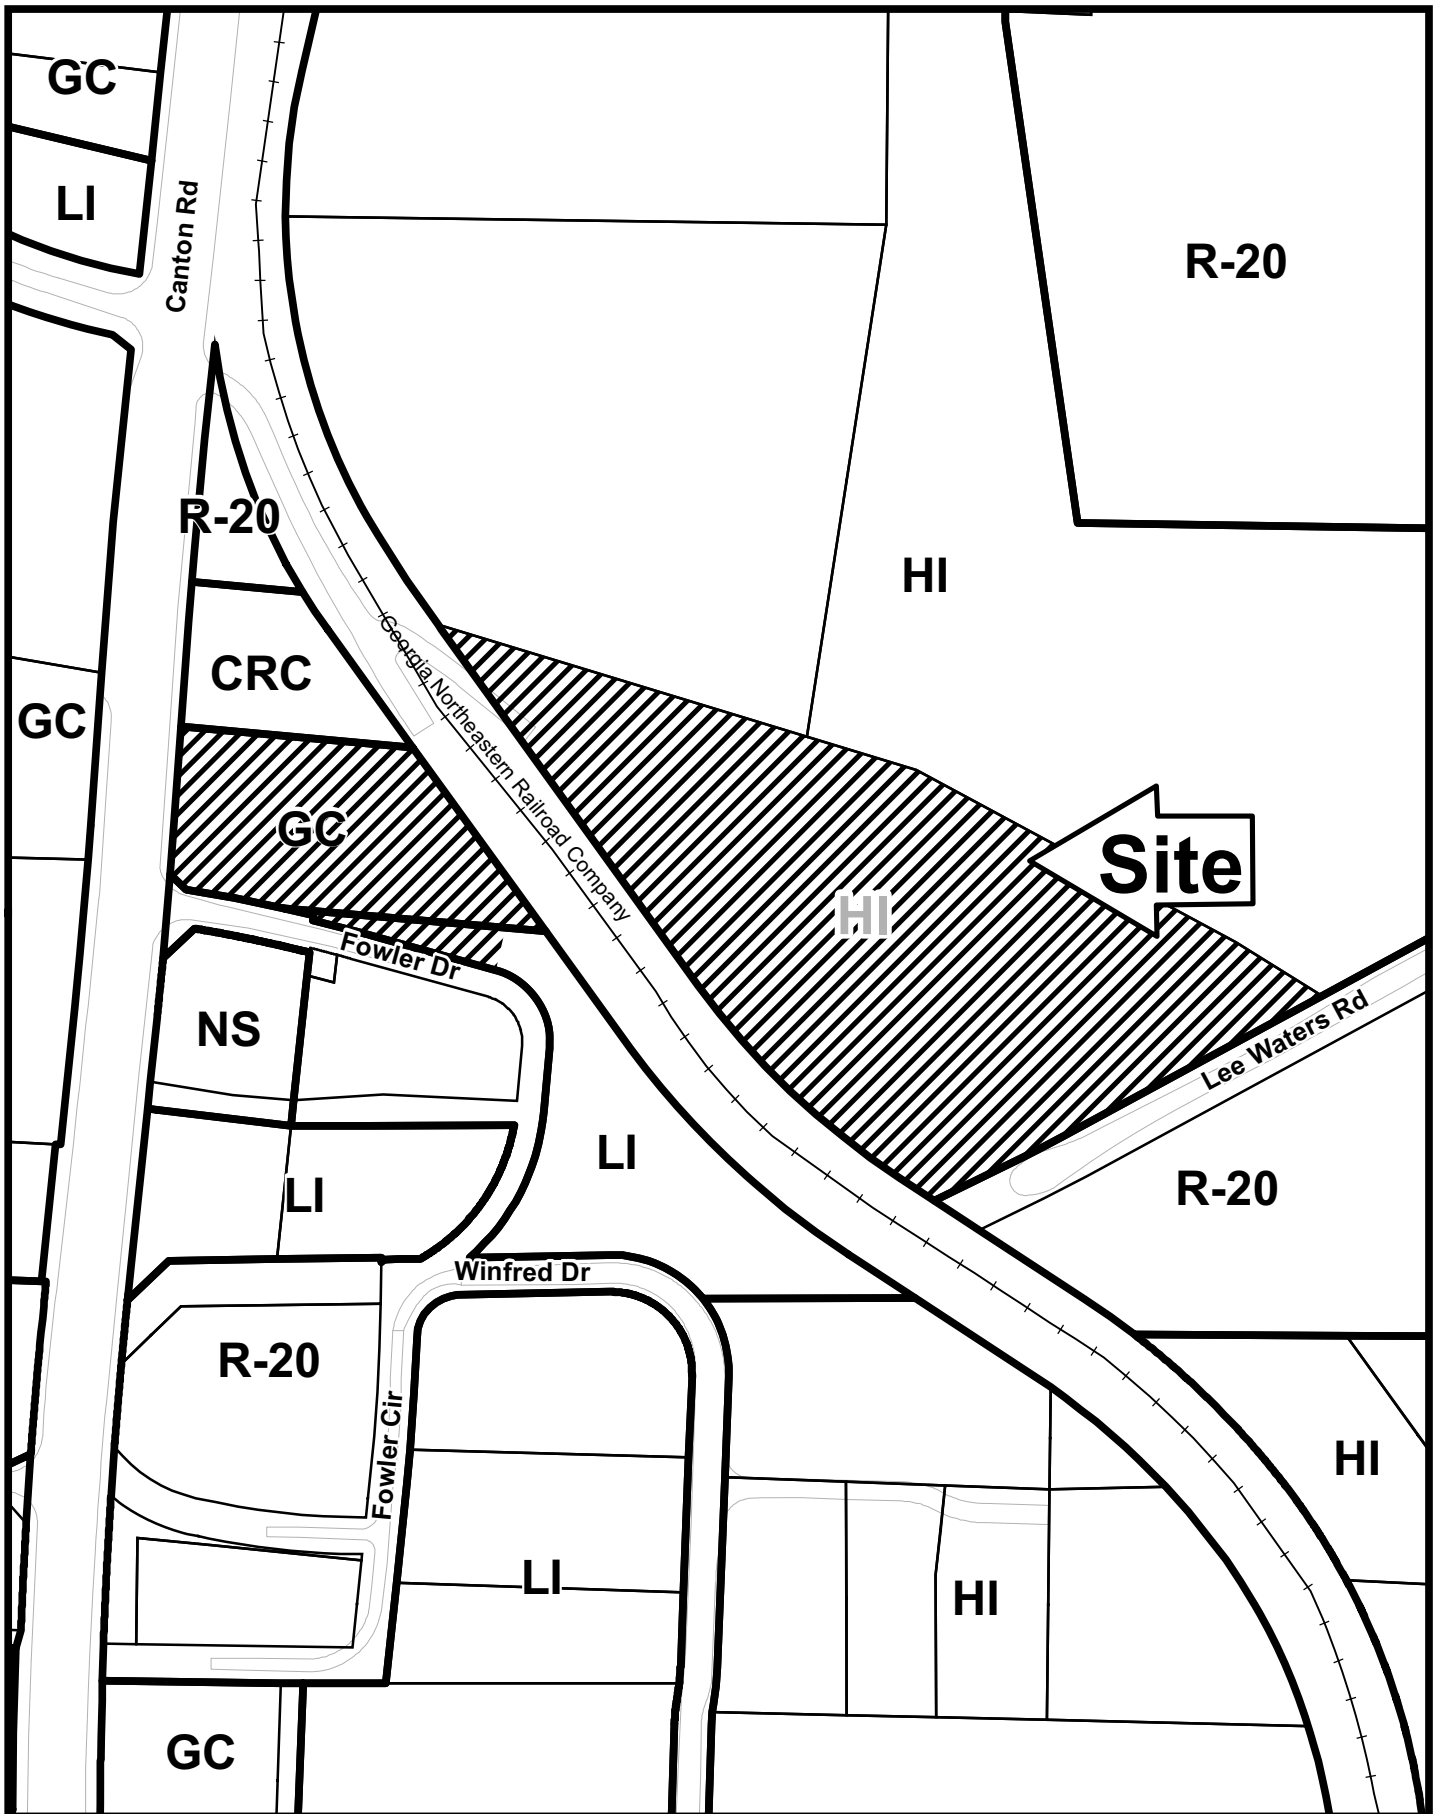 GC
LI
Canton Rd
R-20
R-20
HI
CRC
GC
Georgia Northeastern Railroad Company
GC
Site
HI
Fowler Dr
NS
Lee Waters Rd
LI
R-20
LI
Winfred Dr
R-20
Fowler Cir
HI
LI
HI
GC